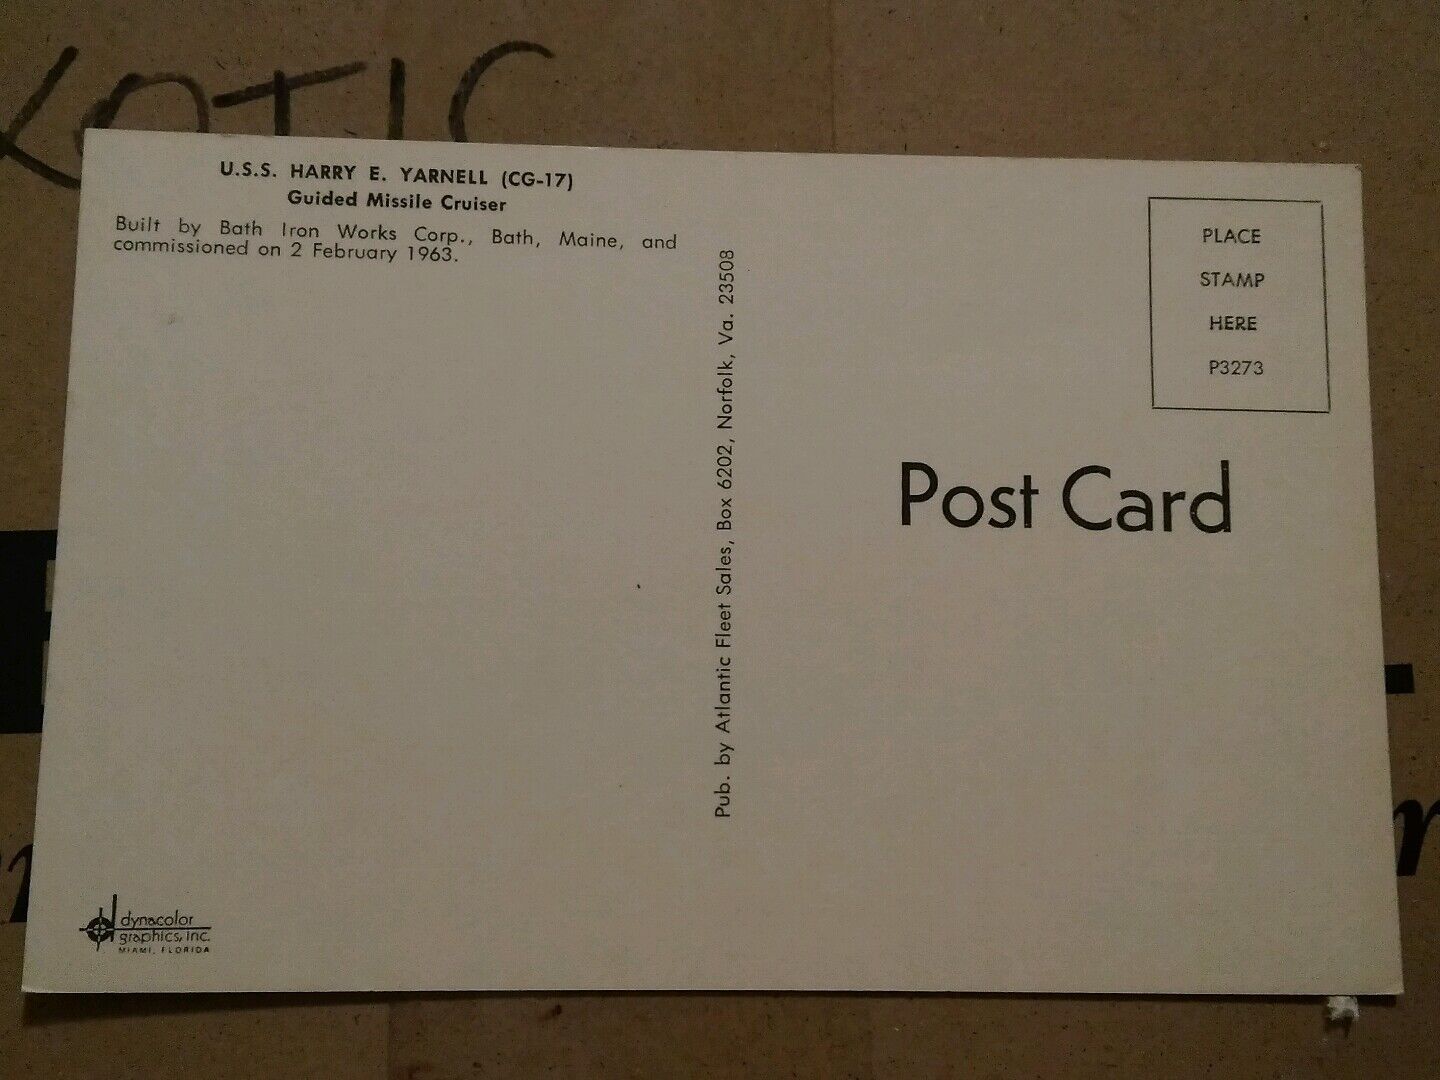 U.S.S. HARRY E. YARNELL (CG-17)
Guided Missile Cruiser
Built by Bath Iron Works Corp., Bath, Maine, and
commissioned on 2 February 1963.
Pub. by Atlantic Fleet Sales, Box 6202, Norfolk, Va. 23508
PLACE
STAMP
HERE
P3273
Post Card
dynacolor
graphics, inc.
MIAMI, FLORIDA